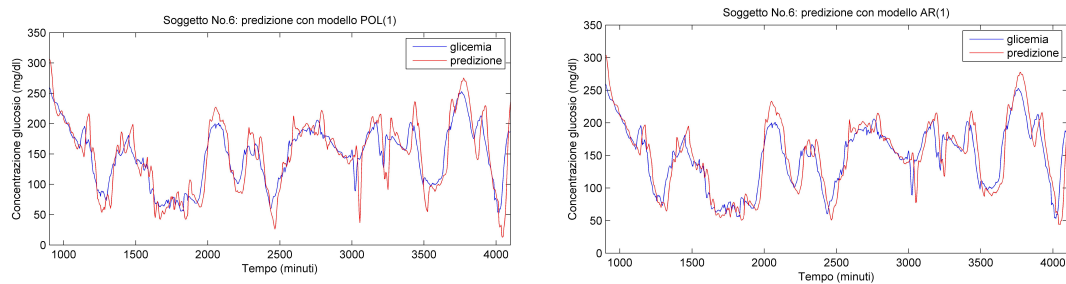 Soggetto No.6: predizione con modello POL(1)
Concentrazione glucosio (mg/dl)
350
300
250
200
150
100
50
0
glicemia
predizione
1000 1500 2000 2500 3000 3500 4000
Tempo (minuti)
Soggetto No.6: predizione con modello AR(1)
Concentrazione glucosio (mg/dl)
350
300
250
200
150
100
50
0
glicemia
predizione
1000 1500 2000 2500 3000 3500 4000
Tempo (minuti)